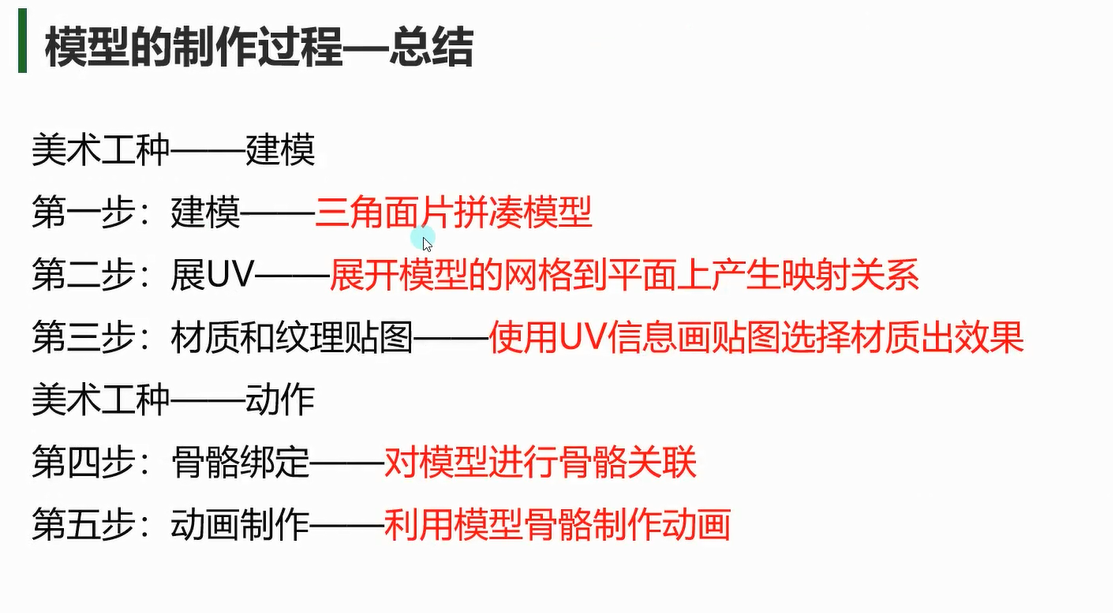 模型的制作过程—总结
美术工种——建模
第一步：建模——三角面片拼凑模型
第二步：展UV——展开模型的网格到平面上产生映射关系
第三步：材质和纹理贴图——使用UV信息画贴图选择材质出效果
美术工种——动作
第四步：骨骼绑定——对模型进行骨骼关联
第五步：动画制作——利用模型骨骼制作动画